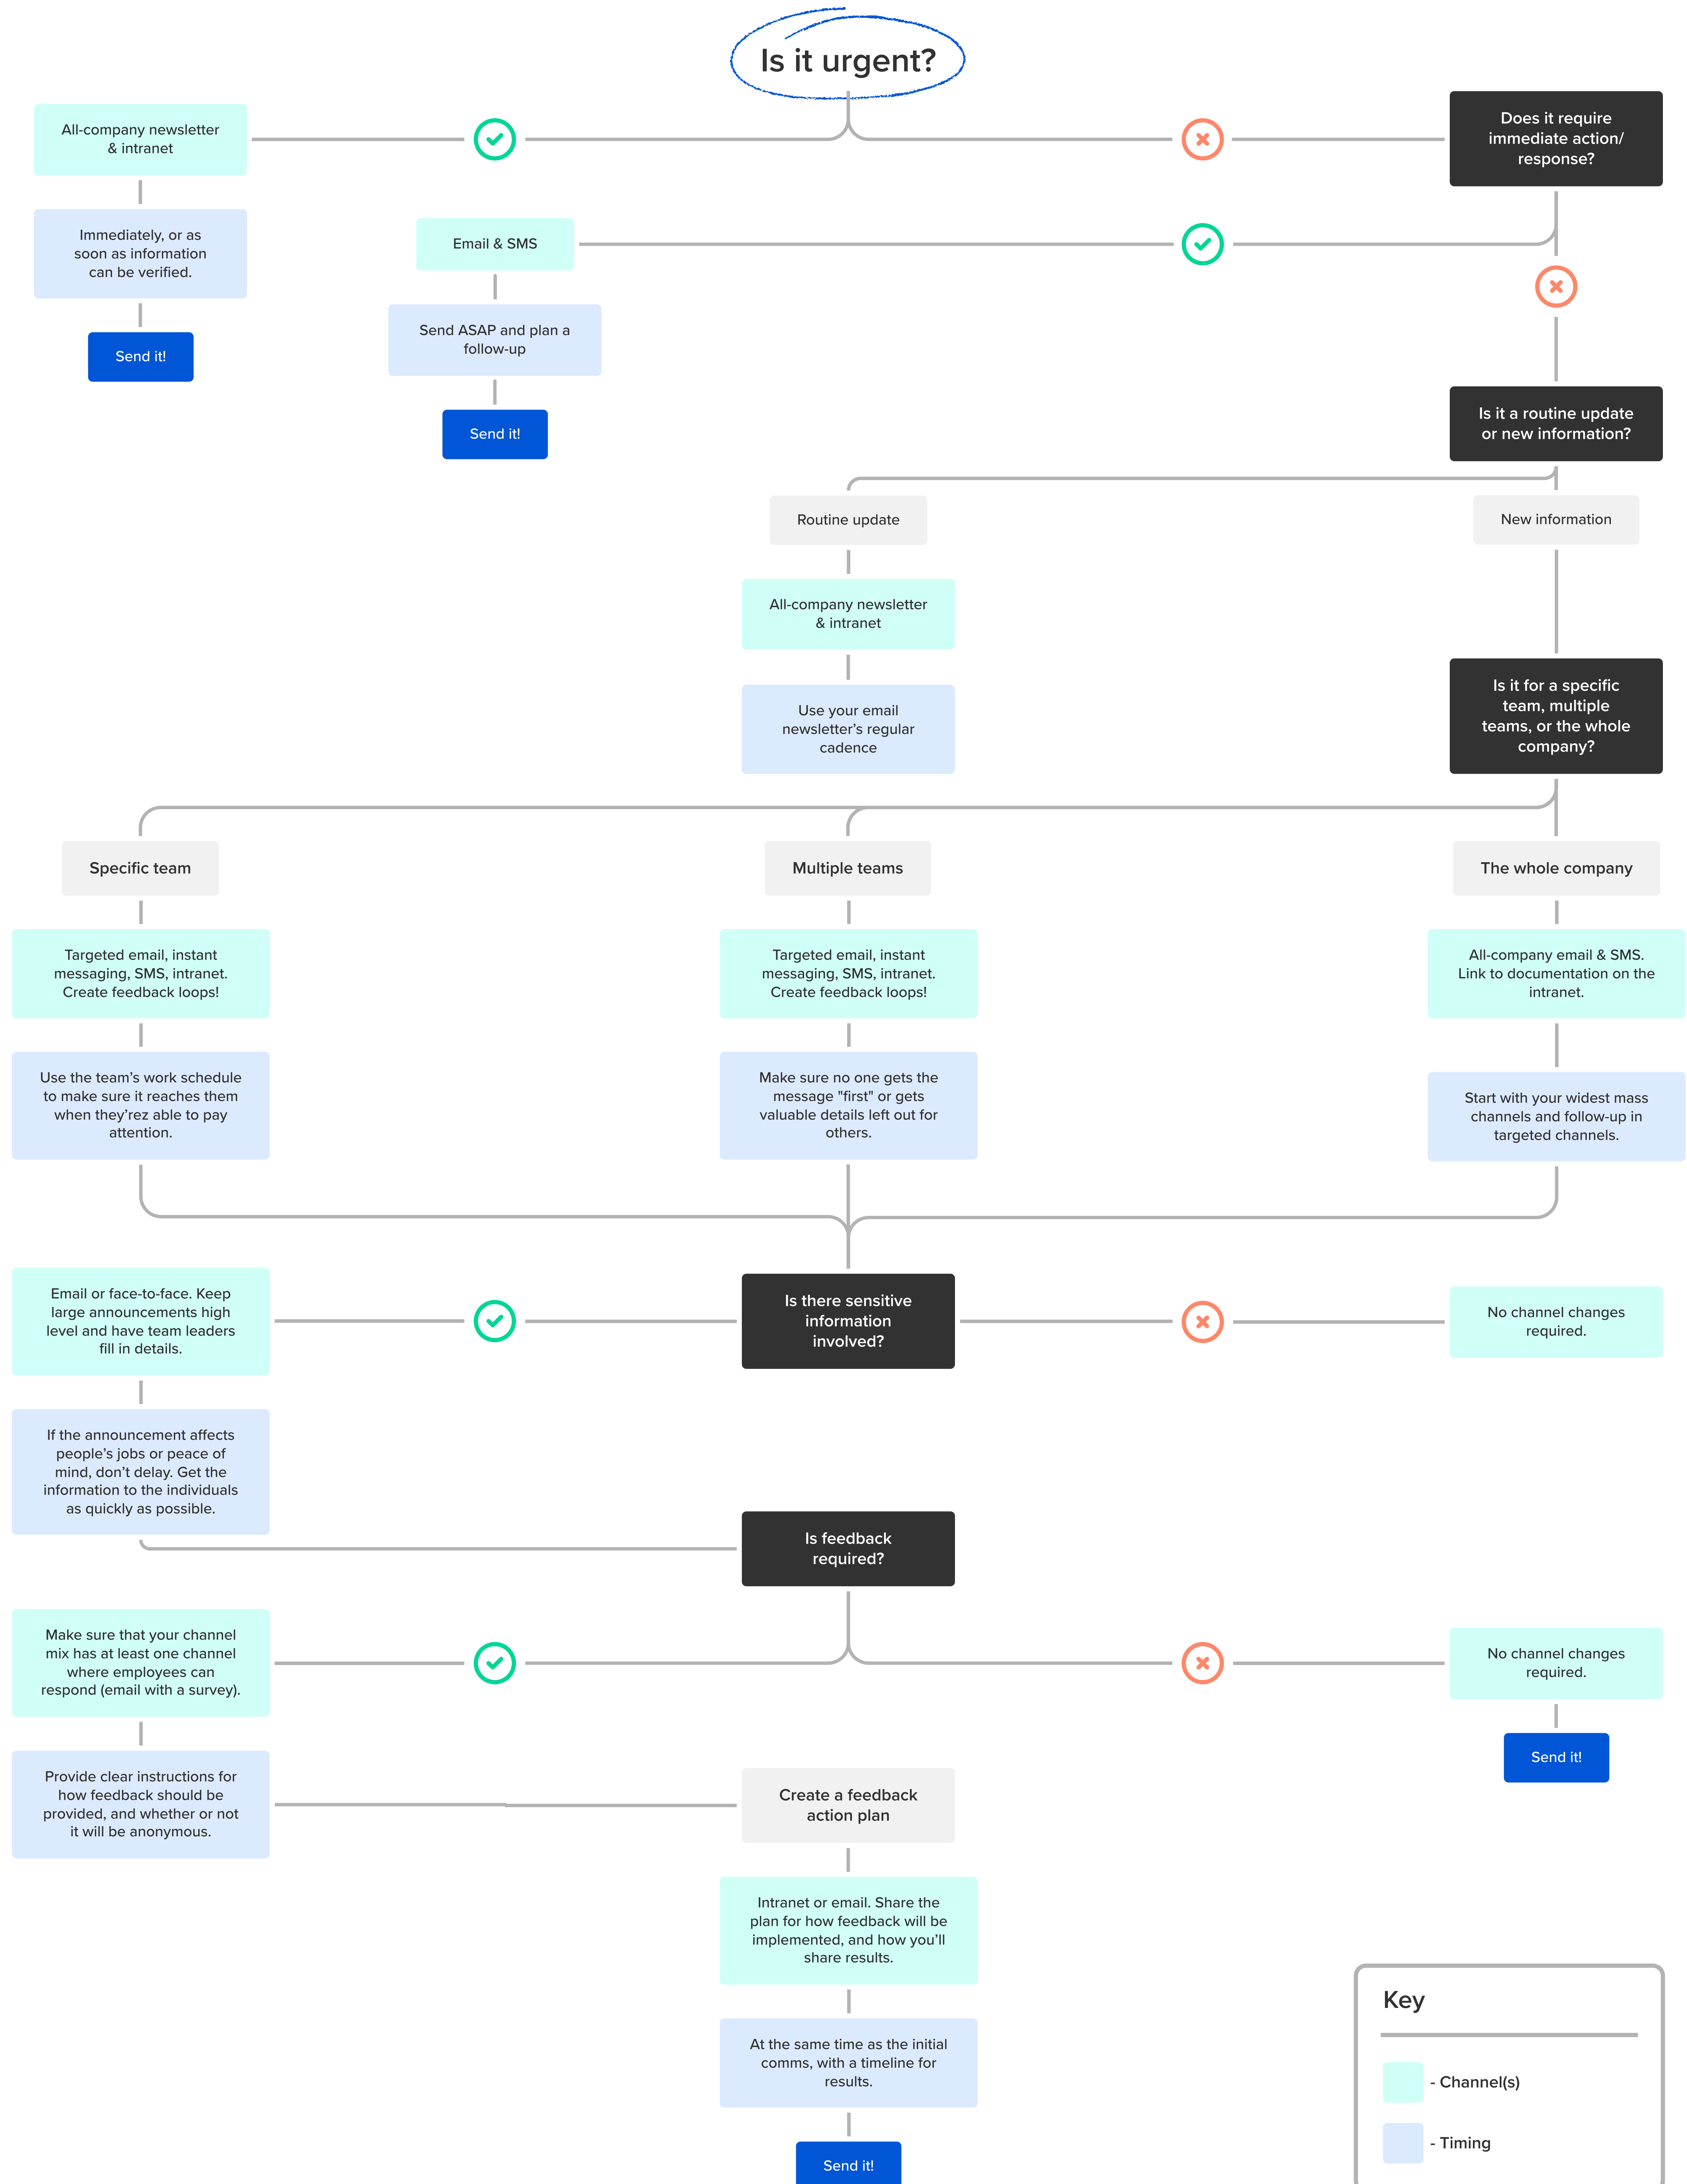 Is it urgent?
All-company newsletter
& intranet
Does it require
immediate action/
response?
Immediately, or as
soon as information
can be verified.
Send it!
Email & SMS
Send ASAP and plan a
follow-up
Send it!
Is it a routine update
or new information?
Routine update
New information
All-company newsletter
& intranet
Use your email
newsletter’s regular
cadence
Is it for a specific
team, multiple
teams, or the whole
company?
Specific team
Multiple teams
The whole company
Targeted email, instant
messaging, SMS, intranet.
Create feedback loops!
Targeted email, instant
messaging, SMS, intranet.
Create feedback loops!
All-company email & SMS.
Link to documentation on the
intranet.
Use the team’s work schedule
to make sure it reaches them
when they’rez able to pay
attention.
Make sure no one gets the
message "first" or gets
valuable details left out for
others.
Start with your widest mass
channels and follow-up in
targeted channels.
Email or face-to-face. Keep
large announcements high
level and have team leaders
fill in details.
Is there sensitive
information
involved?
No channel changes
required.
If the announcement affects
people’s jobs or peace of
mind, don’t delay. Get the
information to the individuals
as quickly as possible.
Is feedback
required?
Make sure that your channel
mix has at least one channel
where employees can
respond (email with a survey).
No channel changes
required.
Send it!
Provide clear instructions for
how feedback should be
provided, and whether or not
it will be anonymous.
Create a feedback
action plan
Intranet or email. Share the
plan for how feedback will be
implemented, and how you’ll
share results.
At the same time as the initial
comms, with a timeline for
results.
Send it!
Key
- Channel(s)
- Timing